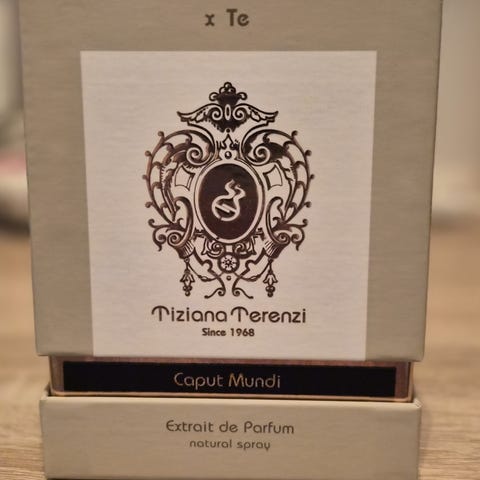 x Te
Tiziana Terenzi
Since 1968
Caput Mundi
Extrait de Parfum
natural spray